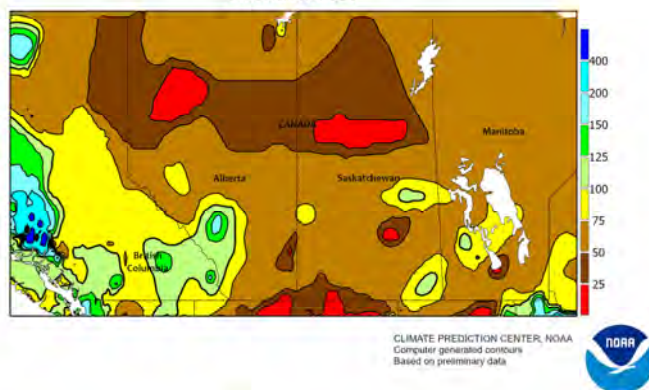 CANADA
Manitoba
Alberta
Saskatchewan
British
Columbia
400
200
150
125
100
75
50
25
CLIMATE PREDICTION CENTER, NOAA
Computer generated contours
Based on preliminary data
NOAA